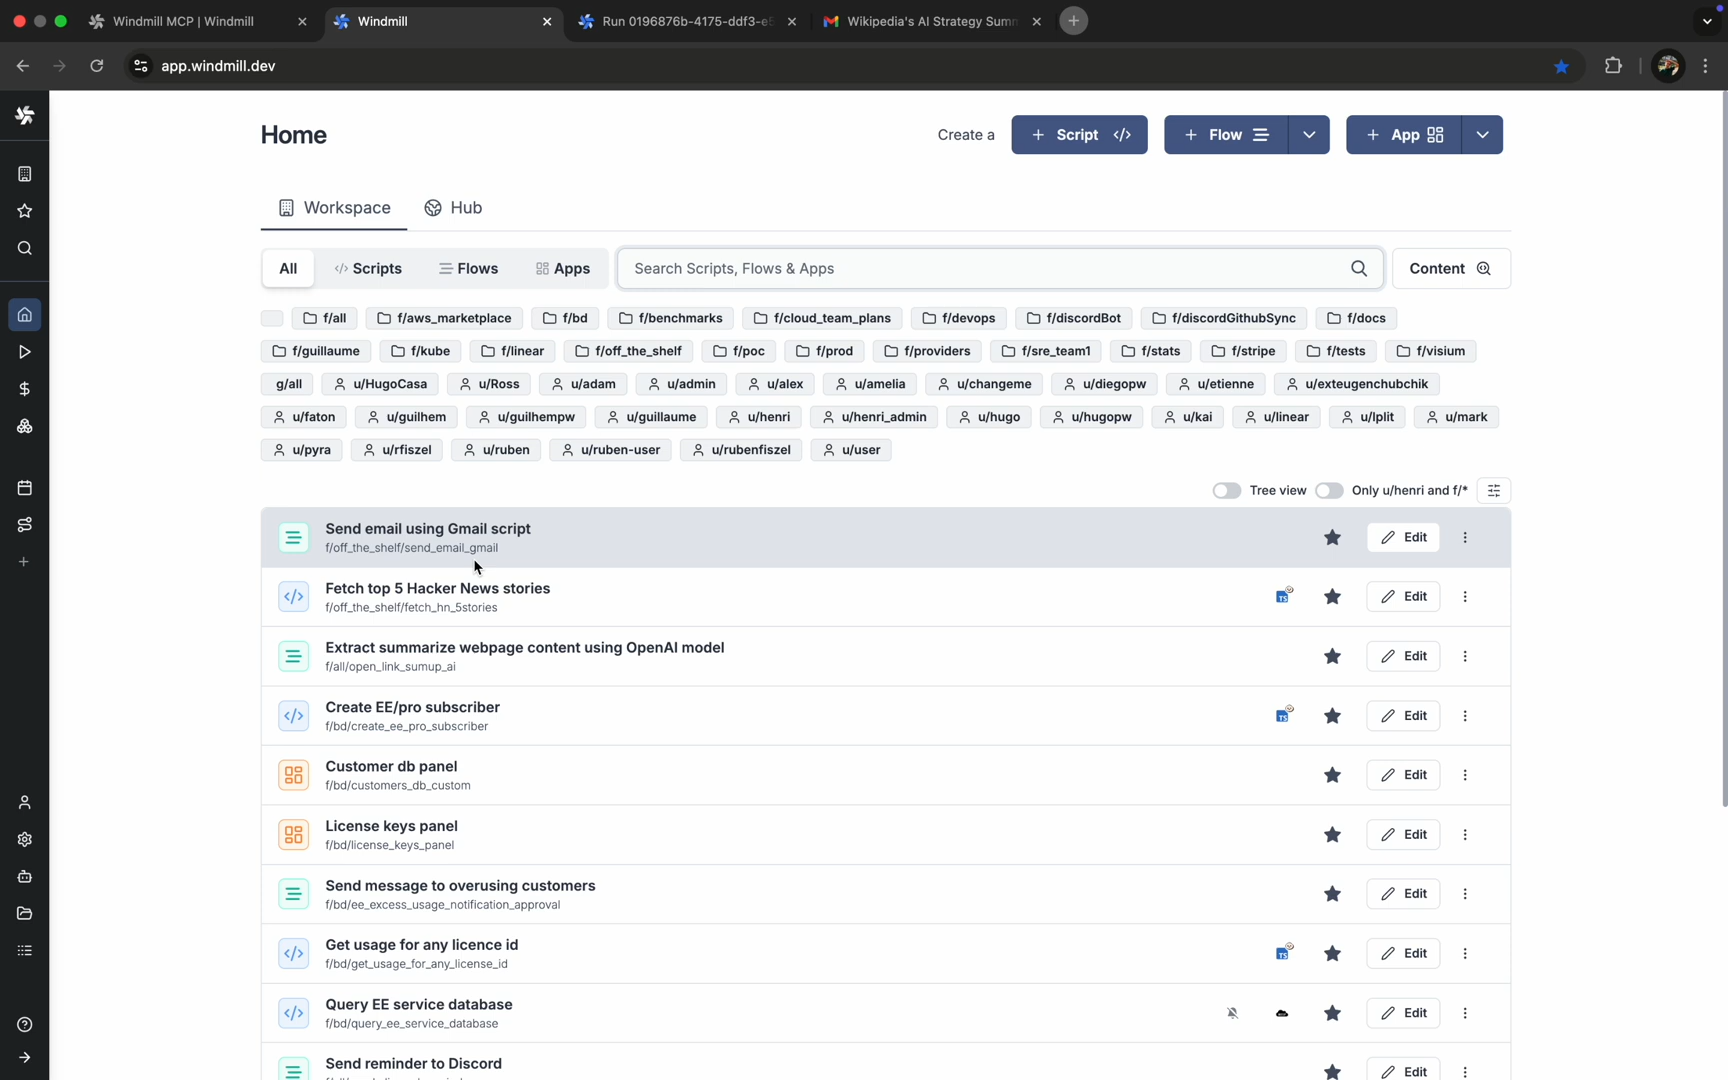 Windmill MCP | Windmill
Windmill
Run 0196876b-4175-ddf3-e5
Wikipedia's AI Strategy Summ
app.windmill.dev
Home
Create a
+ Script
+ Flow
+ App
Workspace
Hub
All
Scripts
Flows
Apps
Search Scripts, Flows & Apps
Content
f/all
f/aws_marketplace
f/bd
f/benchmarks
f/cloud_team_plans
f/devops
f/discordBot
f/discordGithubSync
f/docs
f/guillaume
f/kube
f/linear
f/off_the_shelf
f/poc
f/prod
f/providers
f/sre_team1
f/stats
f/stripe
f/tests
f/visium
g/all
u/HugoCasa
u/Ross
u/adam
u/admin
u/alex
u/amelia
u/changeme
u/diegopw
u/etienne
u/exteugenchubchik
u/faton
u/guilhem
u/guilhempw
u/guillaume
u/henri
u/henri_admin
u/hugo
u/hugopw
u/kai
u/linear
u/lplit
u/mark
u/pyra
u/rfiszel
u/ruben
u/ruben-user
u/rubenfiszel
u/user
Tree view
Only u/henri and f/*
Send email using Gmail script
f/off_the_shelf/send_email_gmail
Edit
Fetch top 5 Hacker News stories
f/off_the_shelf/fetch_hn_5stories
TS
Edit
Extract summarize webpage content using OpenAI model
f/all/open_link_sumup_ai
Edit
Create EE/pro subscriber
f/bd/create_ee_pro_subscriber
TS
Edit
Customer db panel
f/bd/customers_db_custom
Edit
License keys panel
f/bd/license_keys_panel
Edit
Send message to overusing customers
f/bd/ee_excess_usage_notification_approval
Edit
Get usage for any licence id
f/bd/get_usage_for_any_license_id
TS
Edit
Query EE service database
f/bd/query_ee_service_database
Edit
Send reminder to Discord
Edit